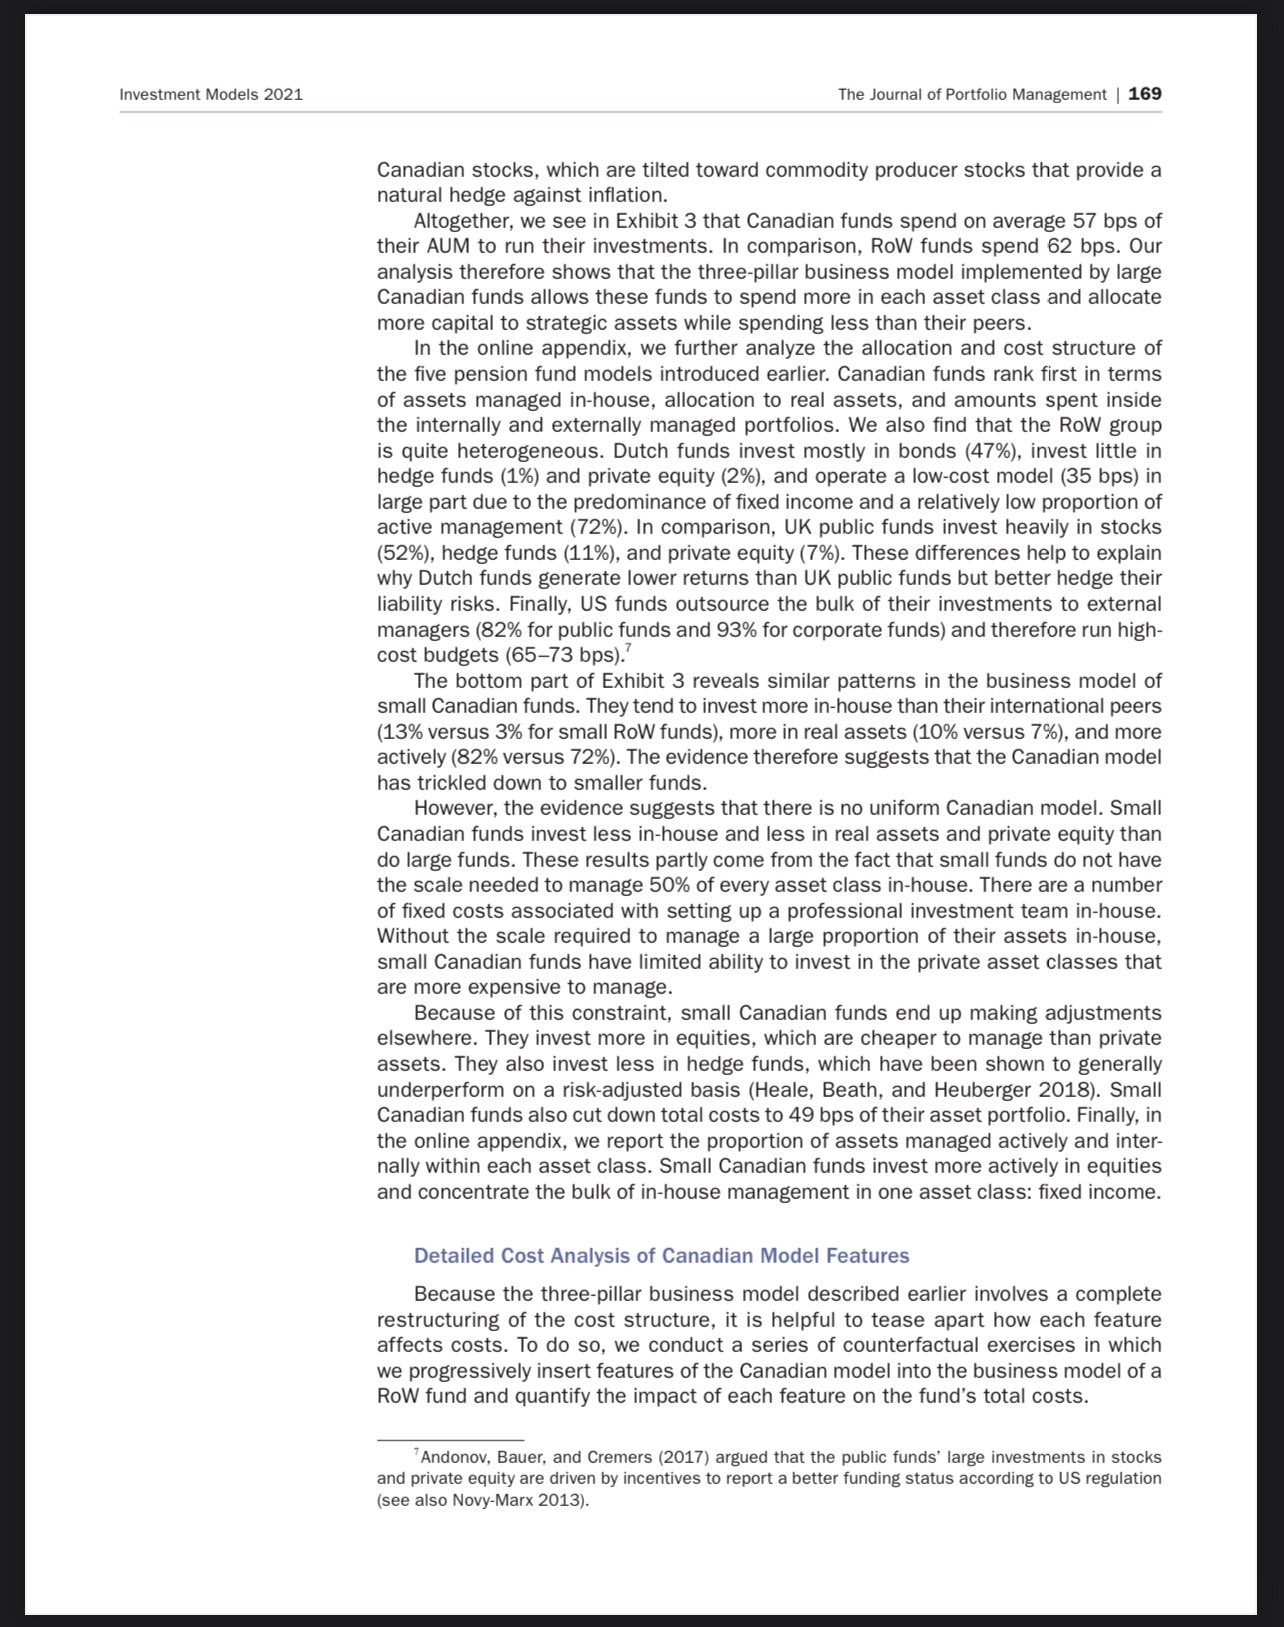 Investment Models 2021
The Journal of Portfolio Management | 169
Canadian stocks, which are tilted toward commodity producer stocks that provide a
natural hedge against inflation.
Altogether, we see in Exhibit 3 that Canadian funds spend on average 57 bps of
their AUM to run their investments. In comparison, RoW funds spend 62 bps. Our
analysis therefore shows that the three-pillar business model implemented by large
Canadian funds allows these funds to spend more in each asset class and allocate
more capital to strategic assets while spending less than their peers.
In the online appendix, we further analyze the allocation and cost structure of
the five pension fund models introduced earlier. Canadian funds rank first in terms
of assets managed in-house, allocation to real assets, and amounts spent inside
the internally and externally managed portfolios. We also find that the RoW group
is quite heterogeneous. Dutch funds invest mostly in bonds (47%), invest little in
hedge funds (1%) and private equity (2%), and operate a low-cost model (35 bps) in
large part due to the predominance of fixed income and a relatively low proportion of
active management (72%). In comparison, UK public funds invest heavily in stocks
(52%), hedge funds (11%), and private equity (7%). These differences help to explain
why Dutch funds generate lower returns than UK public funds but better hedge their
liability risks. Finally, US funds outsource the bulk of their investments to external
managers (82% for public funds and 93% for corporate funds) and therefore run high-
cost budgets (65–73 bps).7
The bottom part of Exhibit 3 reveals similar patterns in the business model of
small Canadian funds. They tend to invest more in-house than their international peers
(13% versus 3% for small RoW funds), more in real assets (10% versus 7%), and more
actively (82% versus 72%). The evidence therefore suggests that the Canadian model
has trickled down to smaller funds.
However, the evidence suggests that there is no uniform Canadian model. Small
Canadian funds invest less in-house and less in real assets and private equity than
do large funds. These results partly come from the fact that small funds do not have
the scale needed to manage 50% of every asset class in-house. There are a number
of fixed costs associated with setting up a professional investment team in-house.
Without the scale required to manage a large proportion of their assets in-house,
small Canadian funds have limited ability to invest in the private asset classes that
are more expensive to manage.
Because of this constraint, small Canadian funds end up making adjustments
elsewhere. They invest more in equities, which are cheaper to manage than private
assets. They also invest less in hedge funds, which have been shown to generally
underperform on a risk-adjusted basis (Heale, Beath, and Heuberger 2018). Small
Canadian funds also cut down total costs to 49 bps of their asset portfolio. Finally, in
the online appendix, we report the proportion of assets managed actively and inter-
nally within each asset class. Small Canadian funds invest more actively in equities
and concentrate the bulk of in-house management in one asset class: fixed income.
Detailed Cost Analysis of Canadian Model Features
Because the three-pillar business model described earlier involves a complete
restructuring of the cost structure, it is helpful to tease apart how each feature
affects costs. To do so, we conduct a series of counterfactual exercises in which
we progressively insert features of the Canadian model into the business model of a
RoW fund and quantify the impact of each feature on the fund's total costs.
7Andonov, Bauer, and Cremers (2017) argued that the public funds' large investments in stocks
and private equity are driven by incentives to report a better funding status according to US regulation
(see also Novy-Marx 2013).